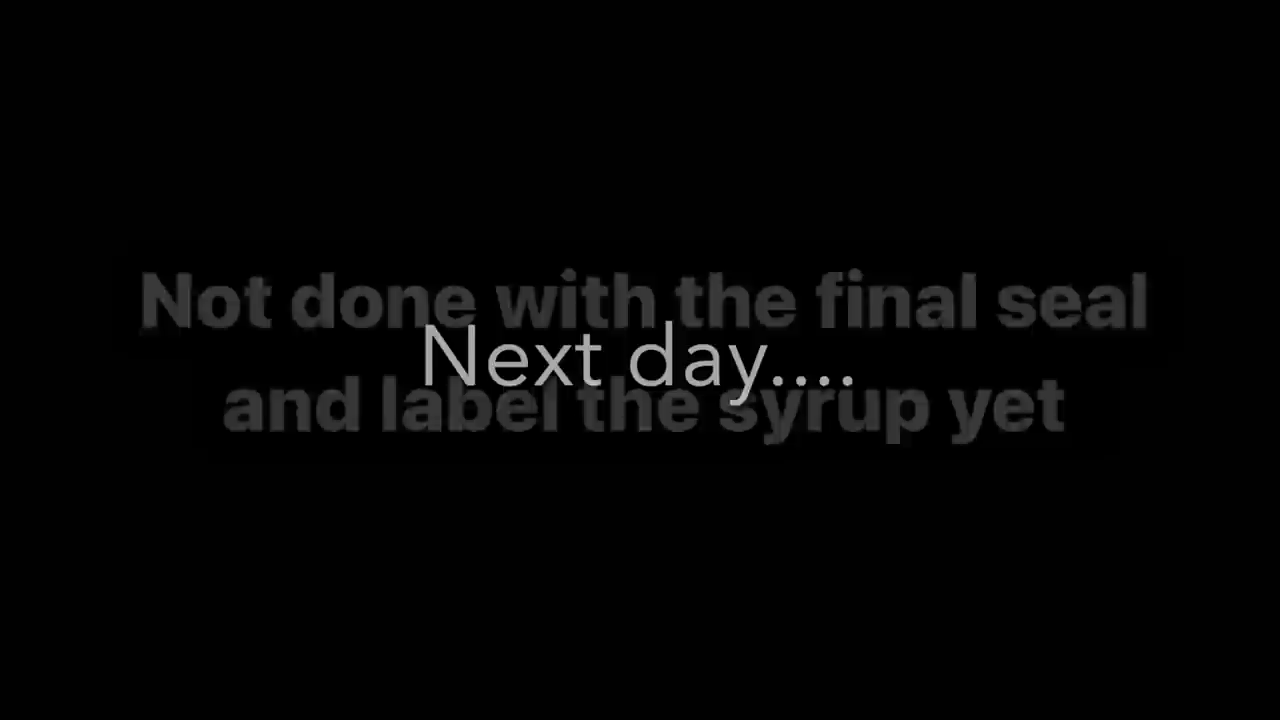 Not done with the final seal
Next day....
and label the syrup yet